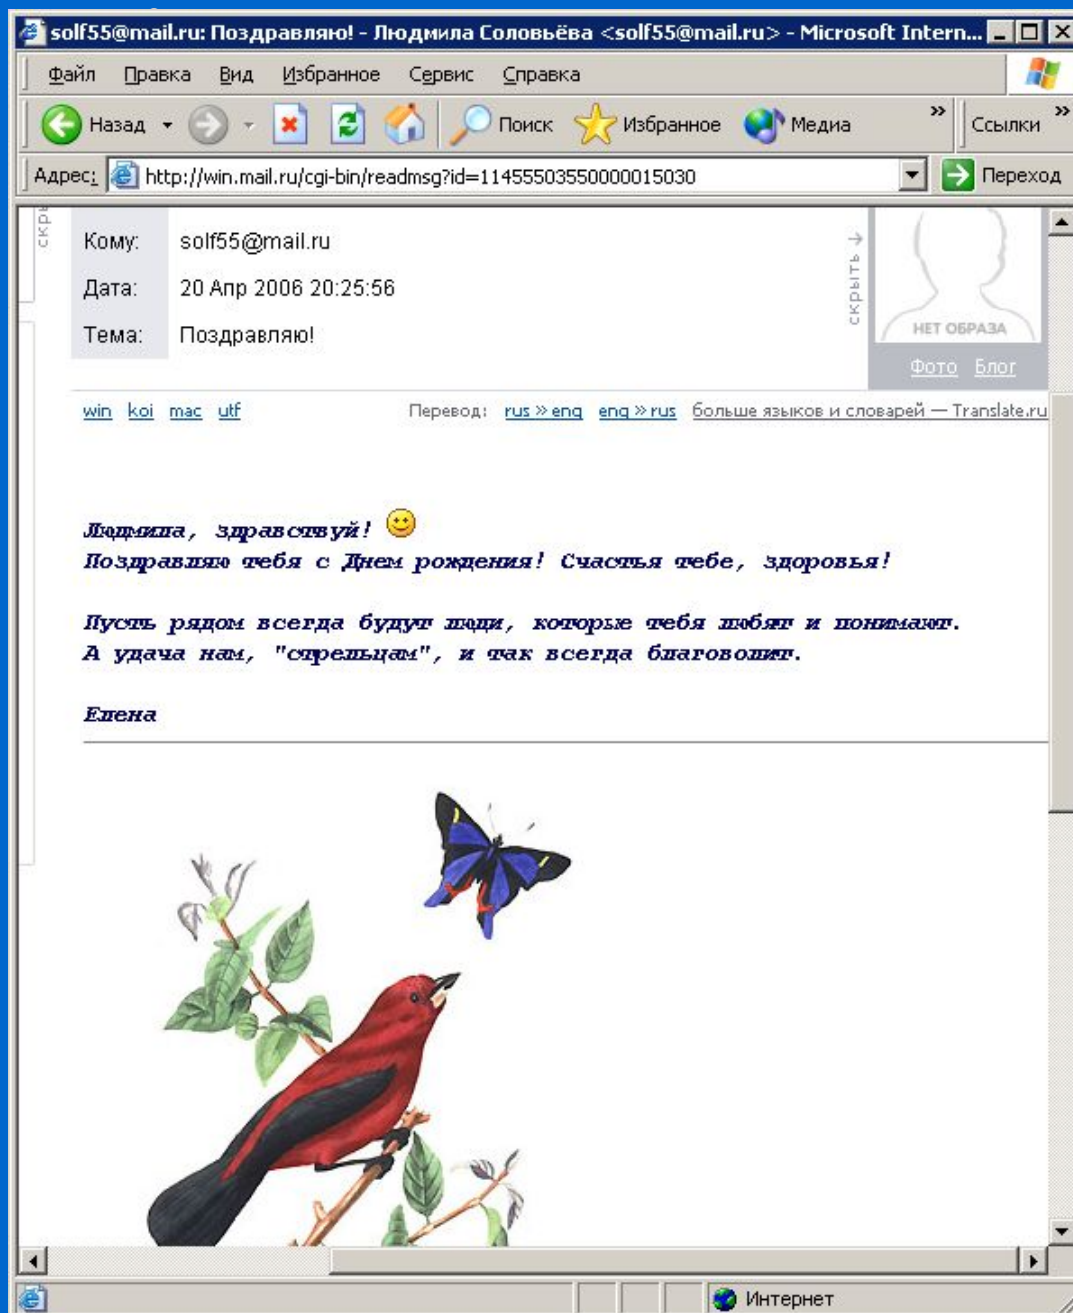 solf55@mail.ru: Поздравляю! - Людмила Соловьёва <solf55@mail.ru> - Microsoft Intern...
Файл Правка Вид Избранное Сервис Справка
Назад Поиск Избранное Медиа » Ссылки »
Адрес: http://win.mail.ru/cgi-bin/readmsg?id=11455503550000015030 Переход
Кому: solf55@mail.ru скрыть
Дата: 20 Апр 2006 20:25:56
Тема: Поздравляю! НЕТ ОБРАЗА
Фото Блог
win koi mac utf Перевод: rus » eng eng » rus больше языков и словарей — Translate.ru
Людмила, здравствуй!
Поздравляю тебя с Днем рождения! Счастья тебе, здоровья!
Пусть рядом всегда будут люди, которые тебя любят и понимают.
А удача нам, "стрельцам", и так всегда благоволит.
Елена
Интернет